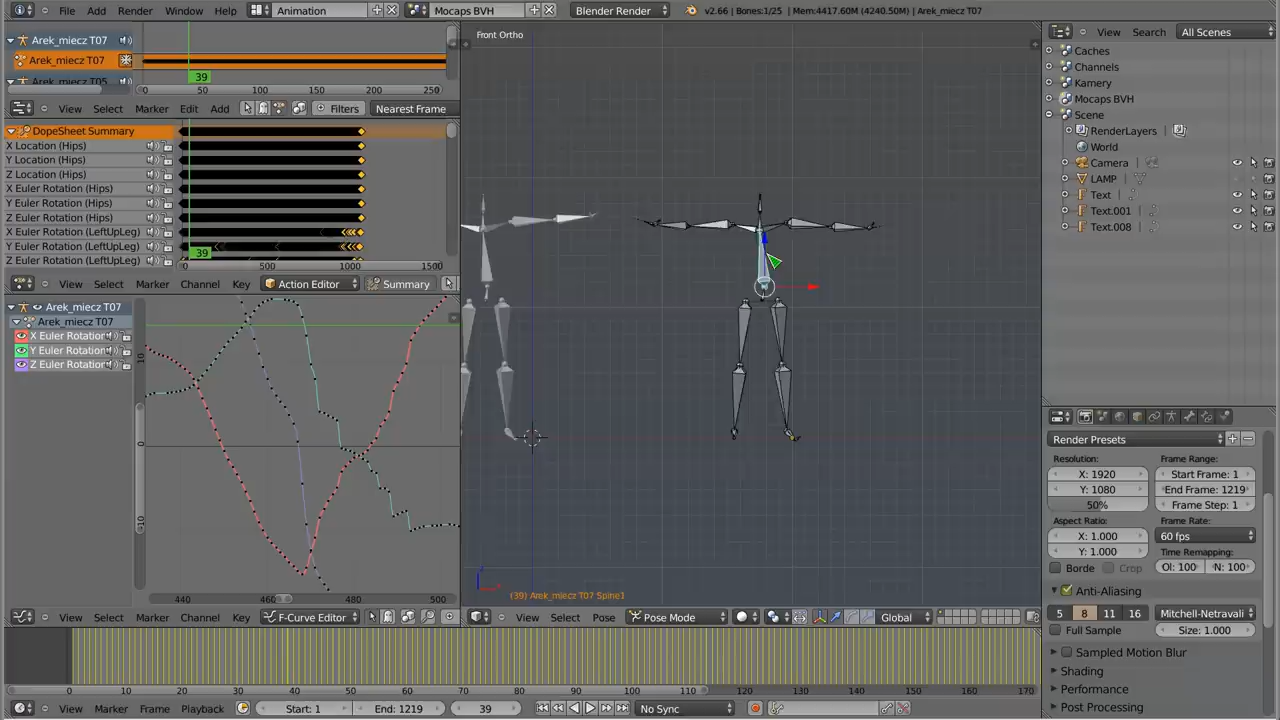 File Add Render Window Help Animation Mocaps BVH Blender Render v2.66 | Bones:1/25 | Mem:4417.60M (4240.50M) | Arek_miecz T07
Arek_miecz T07
Arek_miecz T07
Arek_miecz T05
39
0 50 100 150 200 250
View Select Marker Edit Add Filters Nearest Frame
DopeSheet Summary
X Location (Hips)
Y Location (Hips)
Z Location (Hips)
X Euler Rotation (Hips)
Y Euler Rotation (Hips)
Z Euler Rotation (Hips)
X Euler Rotation (LeftUpLeg)
Y Euler Rotation (LeftUpLeg)
Z Euler Rotation (LeftUpLeg)
39
0 500 1000 1500
View Select Marker Channel Key Action Editor Summary
Arek_miecz T07
Arek_miecz T07
X Euler Rotation
Y Euler Rotation
Z Euler Rotation
10
0
-10
440 460 480 500
View Select Marker Channel Key F-Curve Editor
Front Ortho
(39) Arek_miecz T07 Spine1
View Select Pose Pose Mode Global
View Search All Scenes
Caches
Channels
Kamery
Mocaps BVH
Scene
RenderLayers
World
Camera
LAMP
Text
Text.001
Text.008
Render Presets
Resolution: Frame Range:
X: 1920 Start Frame: 1
Y: 1080 End Frame: 1219
50% Frame Step: 1
Aspect Ratio: Frame Rate:
X: 1.000 60 fps
Y: 1.000 Time Remapping:
Borde Crop Ol: 100 N: 100
Anti-Aliasing
5 8 11 16 Mitchell-Netravali
Full Sample Size: 1.000
Sampled Motion Blur
Shading
Performance
Post Processing
0 10 20 30 40 50 60 70 80 90 100 110 120 130 140 150 160 170
View Marker Frame Playback Start: 1 End: 1219 39 No Sync